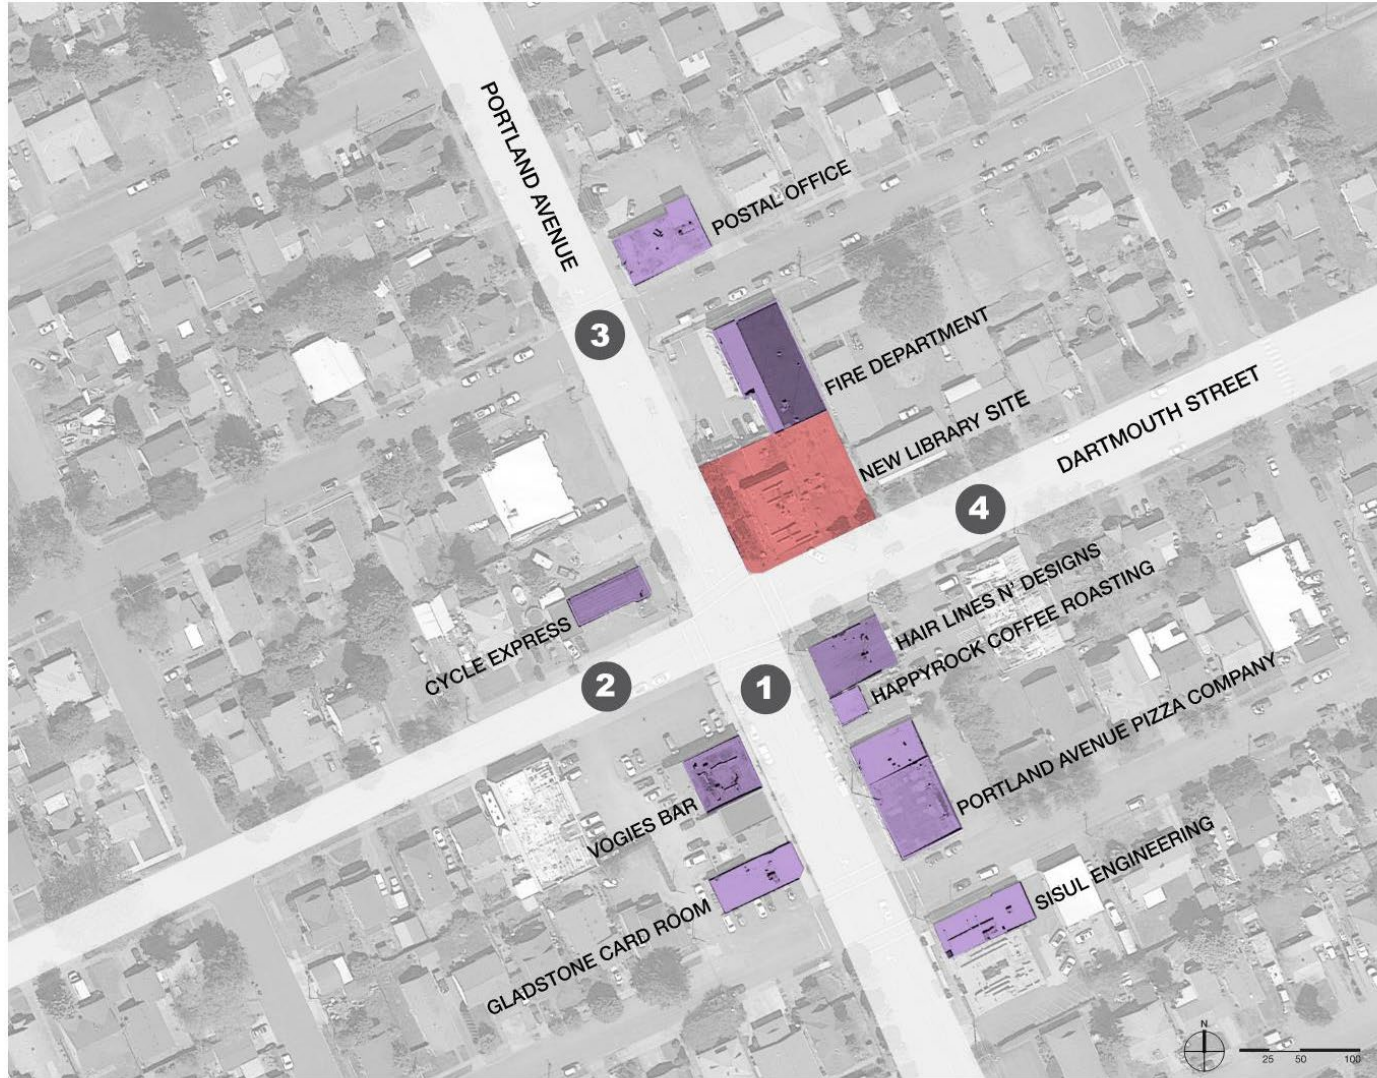 PORTLAND AVENUE
POSTAL OFFICE
3
FIRE DEPARTMENT
NEW LIBRARY SITE
DARTMOUTH STREET
4
HAIR LINES N' DESIGNS
HAPPYROCK COFFEE ROASTING
CYCLE EXPRESS
2
1
PORTLAND AVENUE PIZZA COMPANY
VOGIES BAR
SISUL ENGINEERING
GLADSTONE CARD ROOM
N
25 50 100